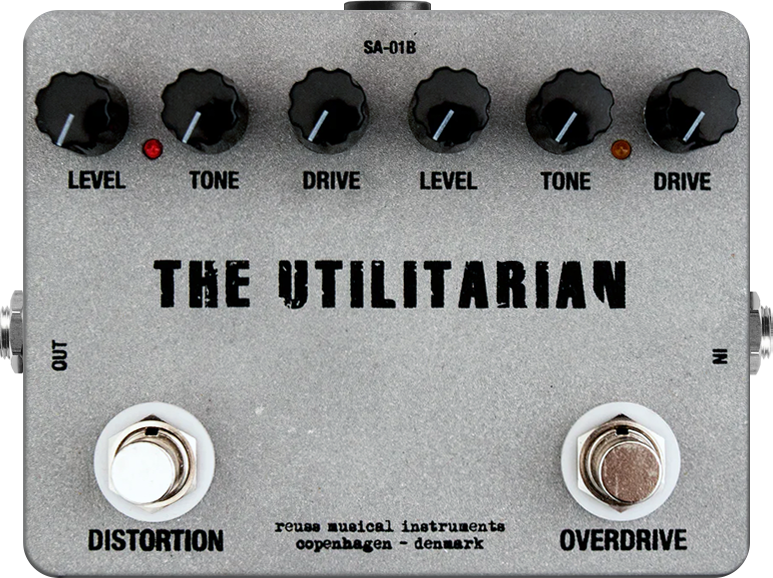 SA-01B
LEVEL TONE DRIVE LEVEL TONE DRIVE
THE UTILITARIAN
OUT
IN
DISTORTION
reuss musical instruments
copenhagen - denmark
OVERDRIVE